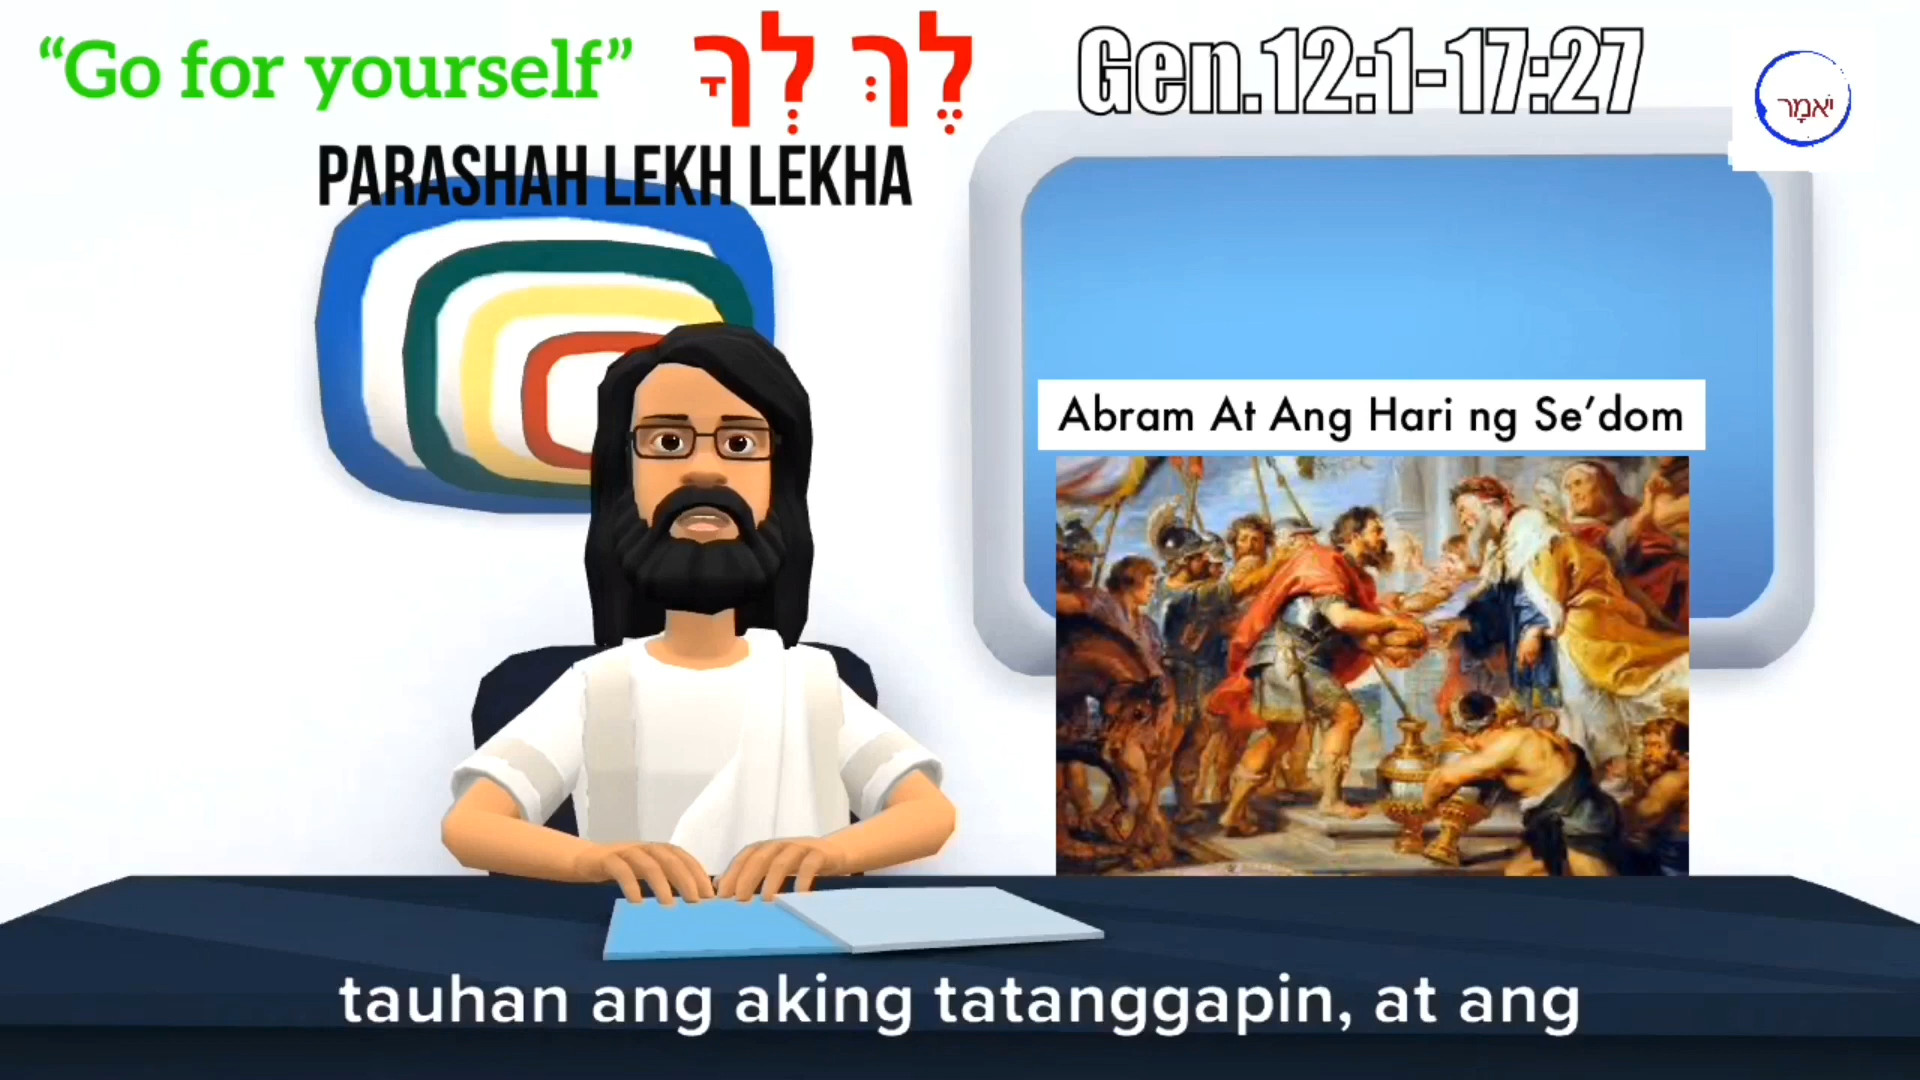 “Go for yourself” לֶךְ לְךָ Gen.12:1-17:27
יֹאמָר
PARASHAH LEKH LEKHA
Abram At Ang Hari ng Se’dom
tauhan ang aking tatanggapin, at ang